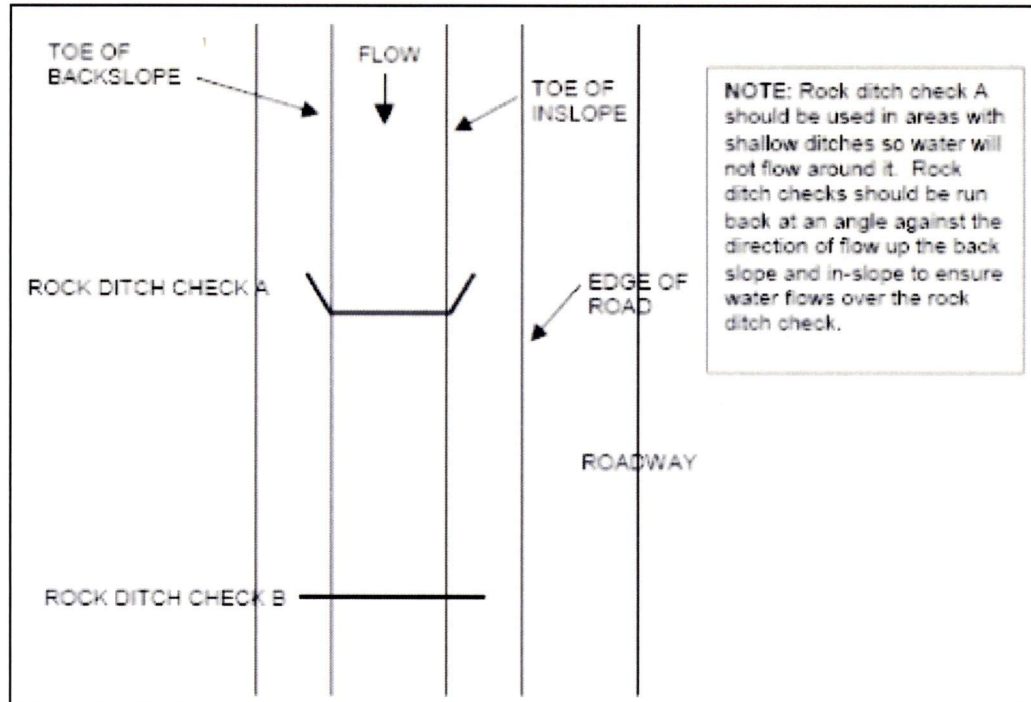 TOE OF
BACKSLOPE
FLOW
TOE OF
INSLOPE
NOTE: Rock ditch check A
should be used in areas with
shallow ditches so water will
not flow around it. Rock
ditch checks should be run
back at an angle against the
direction of flow up the back
slope and in-slope to ensure
water flows over the rock
ditch check.
ROCK DITCH CHECK A
EDGE OF
ROAD
ROADWAY
ROCK DITCH CHECK B